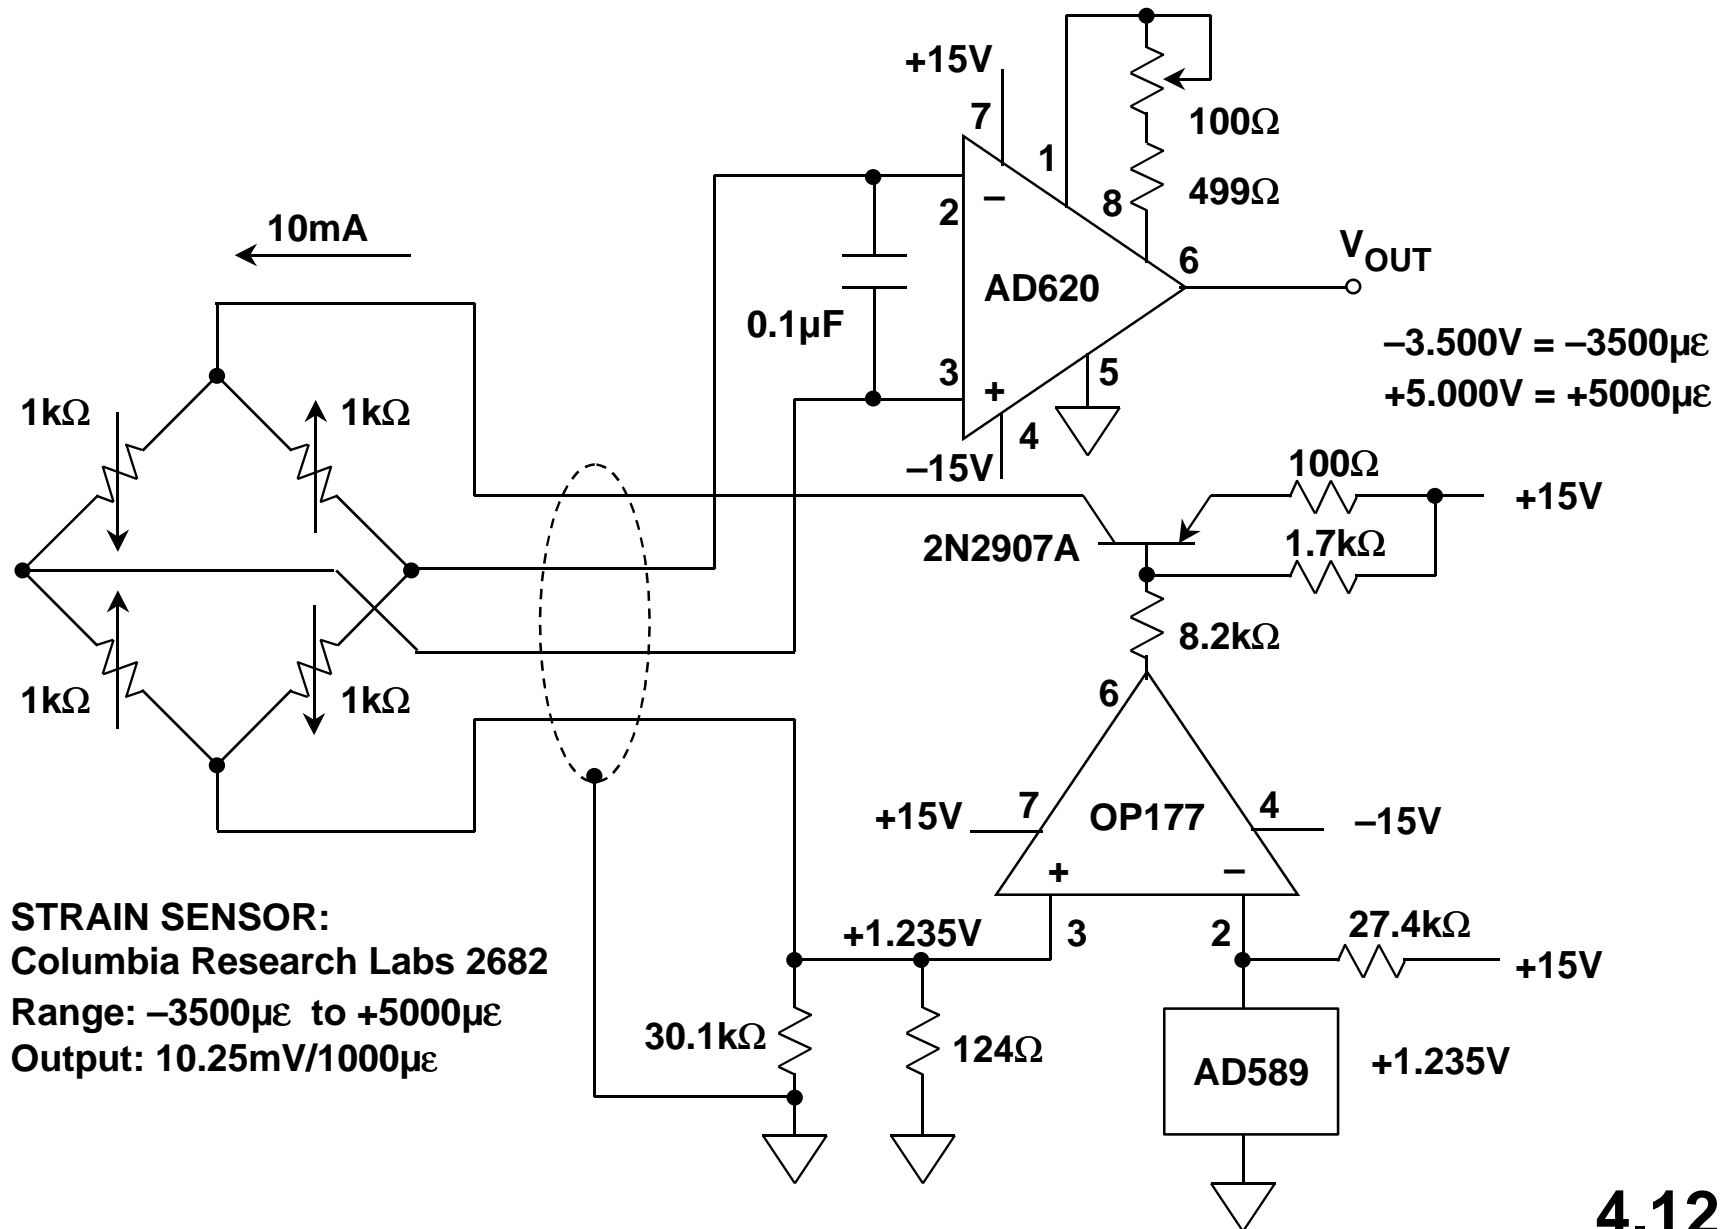 +15V
7
1
100Ω
8
499Ω
2
–
10mA
6
VOUT
AD620
0.1µF
–3.500V = –3500µε
3
5
+
+5.000V = +5000µε
1kΩ
1kΩ
4
–15V
100Ω
+15V
2N2907A
1.7kΩ
8.2kΩ
1kΩ
1kΩ
6
+15V
7
OP177
4
–15V
+
–
STRAIN SENSOR:
Columbia Research Labs 2682
Range: –3500µε to +5000µε
Output: 10.25mV/1000µε
+1.235V
3
2
27.4kΩ
+15V
30.1kΩ
124Ω
AD589
+1.235V
4.12